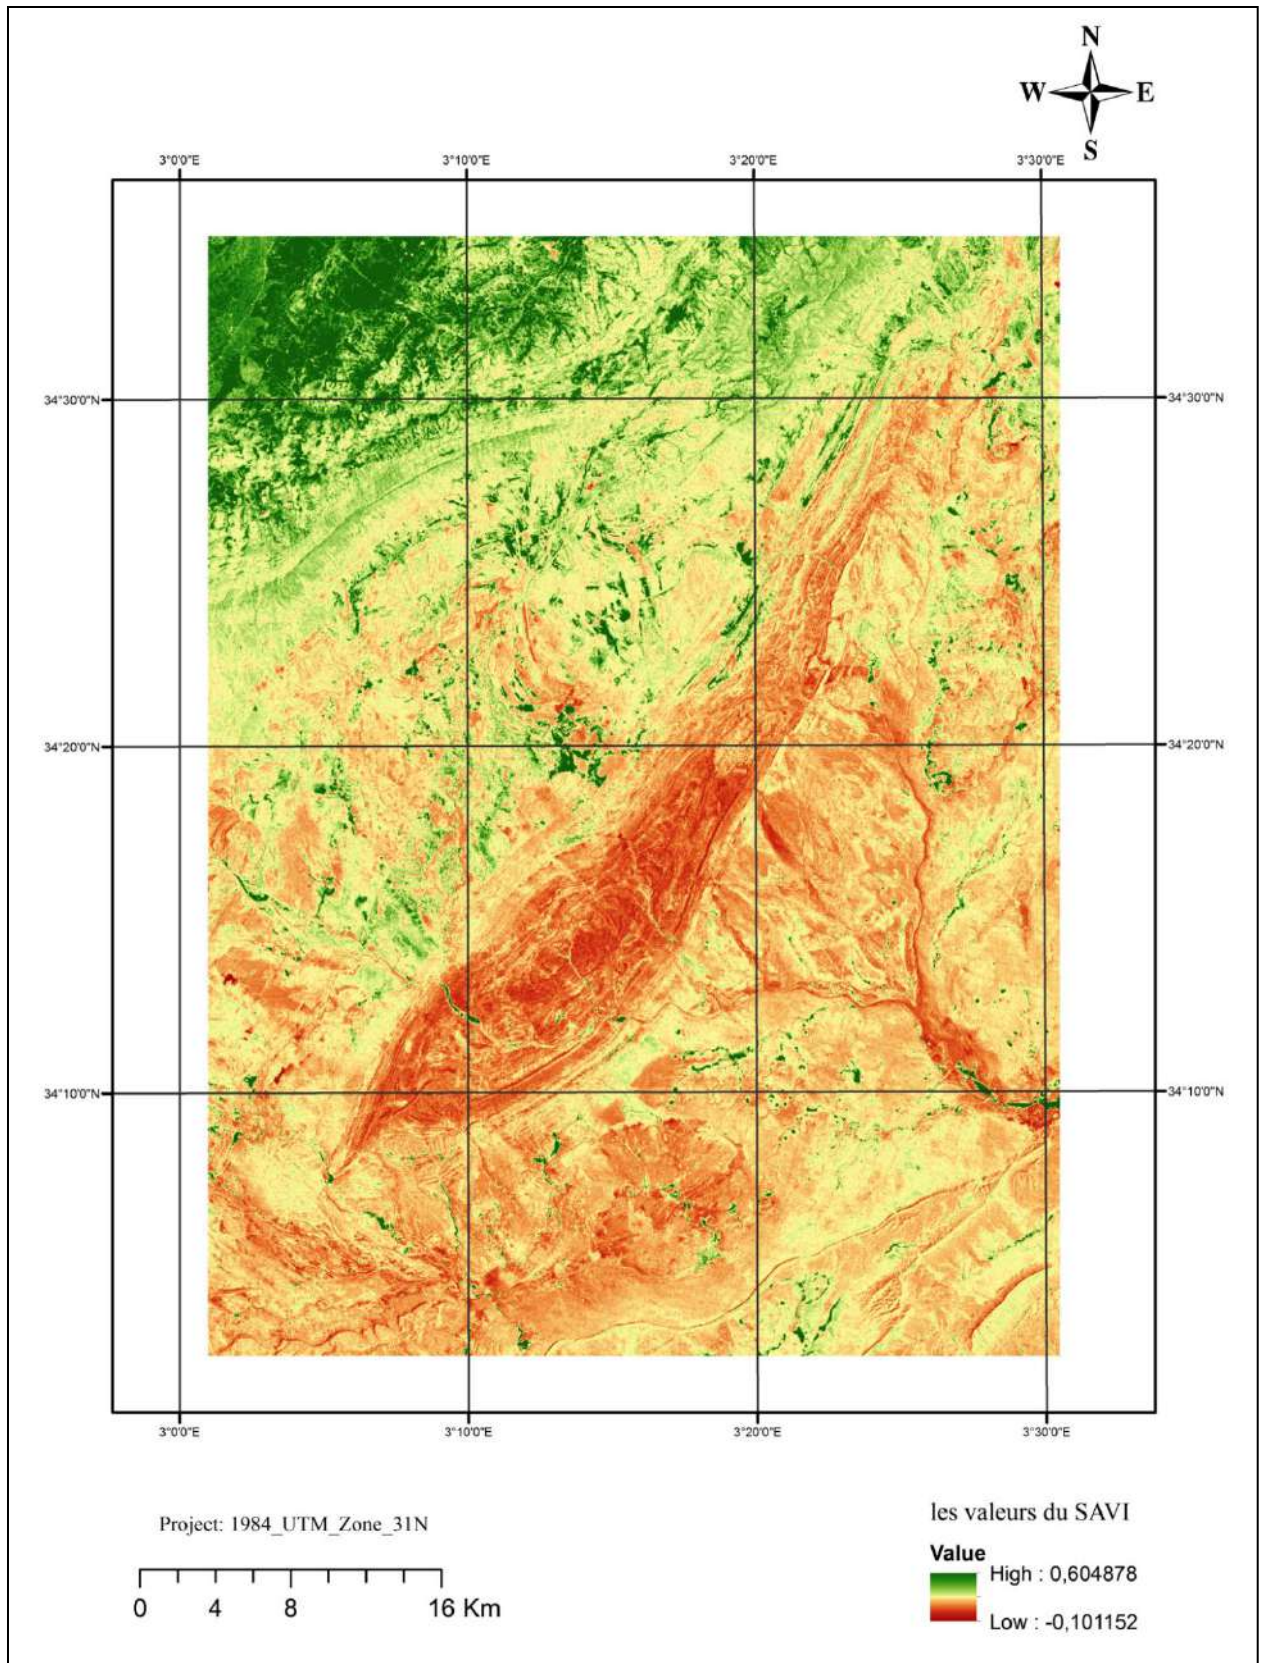 N
W E
S
3°0'0"E 3°10'0"E 3°20'0"E 3°30'0"E
34°30'0"N 34°30'0"N
34°20'0"N 34°20'0"N
34°10'0"N 34°10'0"N
3°0'0"E 3°10'0"E 3°20'0"E 3°30'0"E
Project: 1984_UTM_Zone_31N
0 4 8 16 Km
les valeurs du SAVI
Value
High : 0,604878
Low : -0,101152